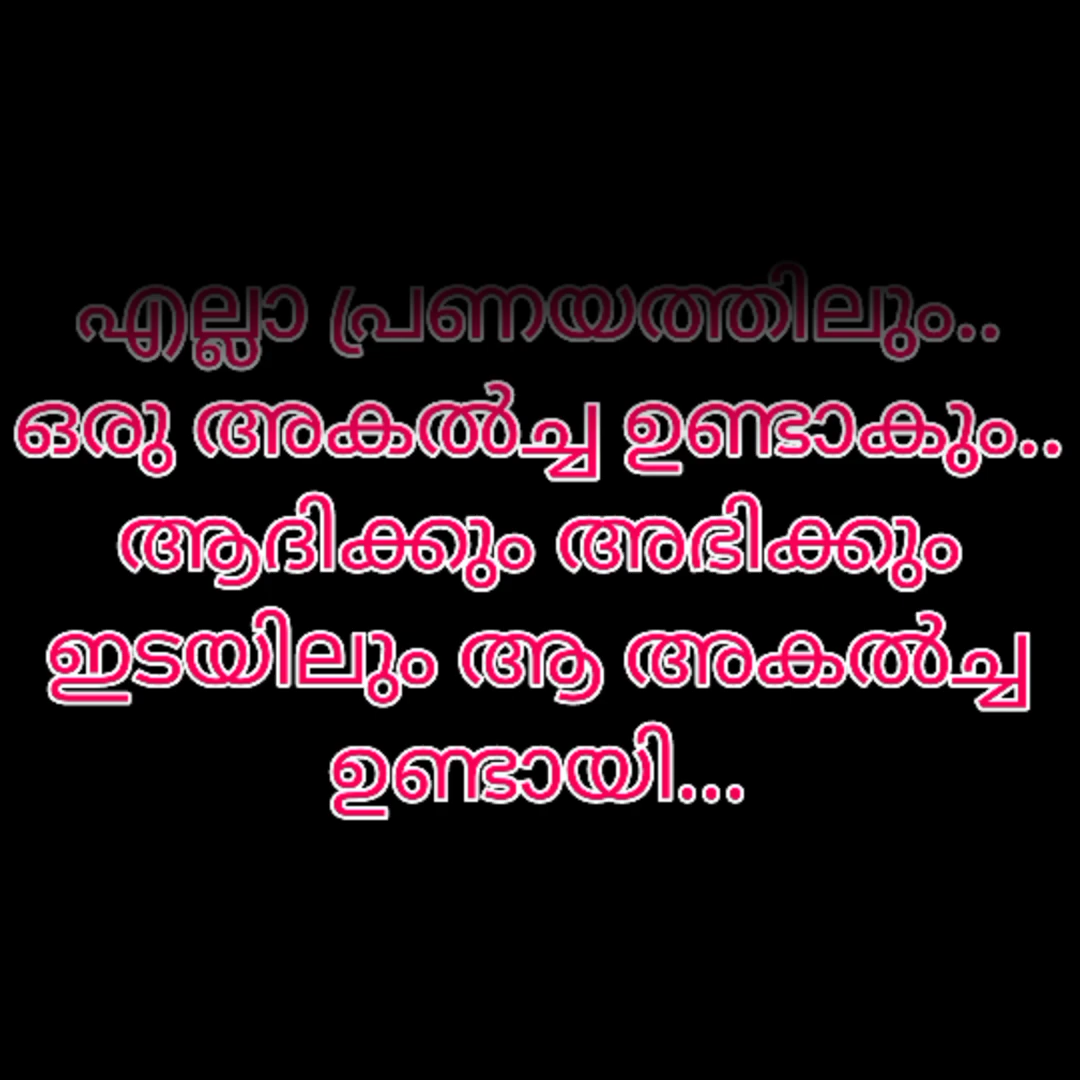 എല്ലാ പ്രണയത്തിലും..
ഒരു അകൽച്ച ഉണ്ടാകും..
ആദിക്കും അഭിക്കും
ഇടയിലും ആ അകൽച്ച
ഉണ്ടായി...